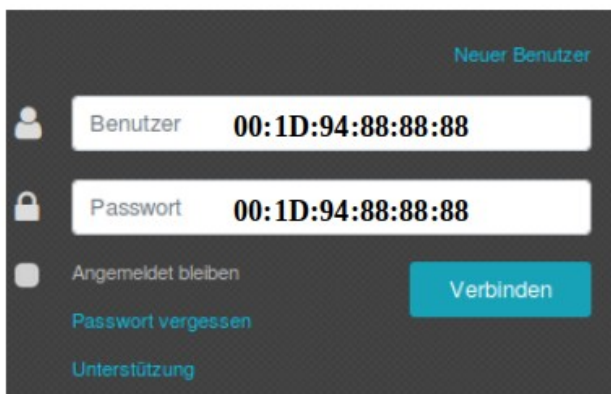 Neuer Benutzer
Benutzer 00:1D:94:88:88:88
Passwort 00:1D:94:88:88:88
Angemeldet bleiben
Verbinden
Passwort vergessen
Unterstützung